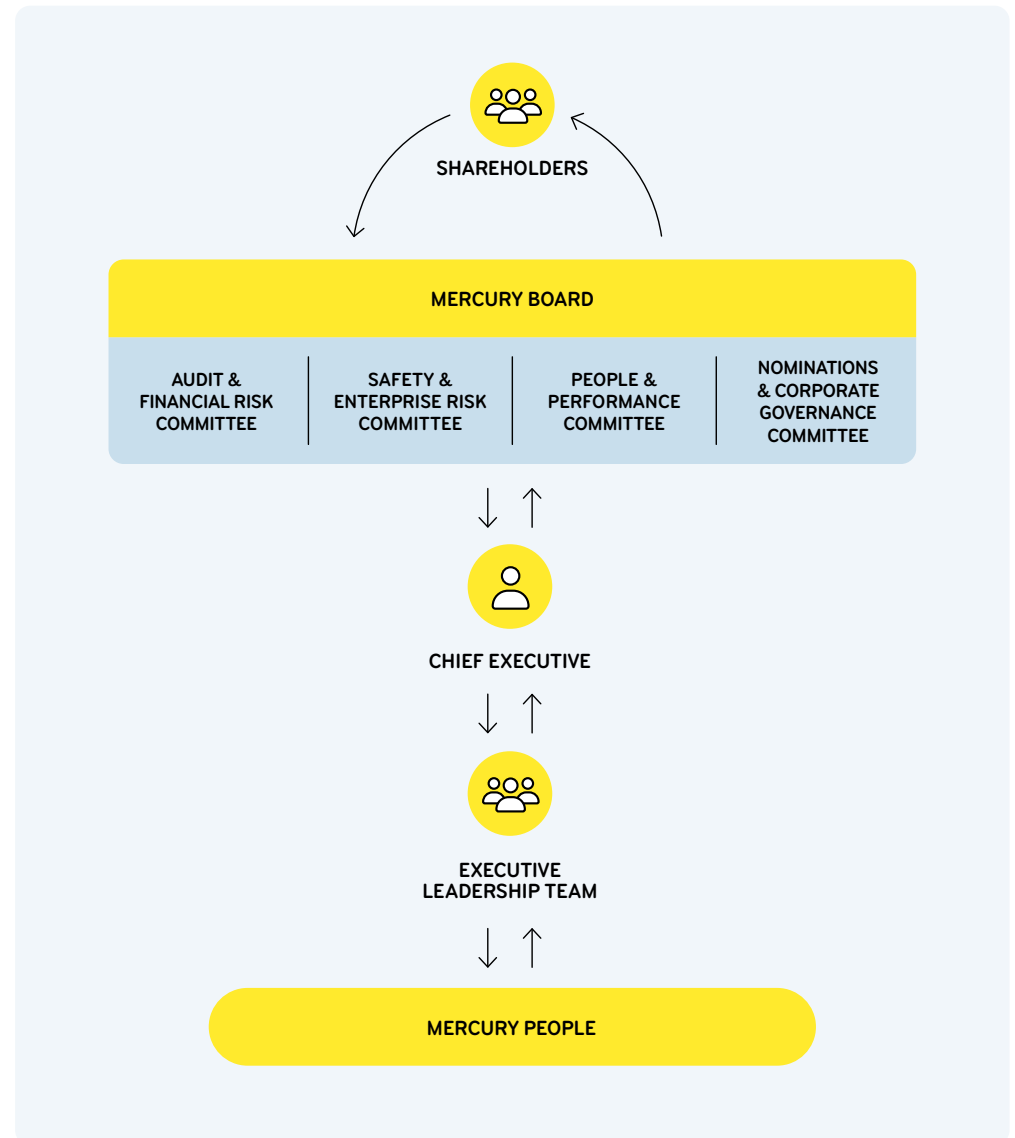 SHAREHOLDERS
MERCURY BOARD
AUDIT &
FINANCIAL RISK
COMMITTEE
SAFETY &
ENTERPRISE RISK
COMMITTEE
PEOPLE &
PERFORMANCE
COMMITTEE
NOMINATIONS
& CORPORATE
GOVERNANCE
COMMITTEE
CHIEF EXECUTIVE
EXECUTIVE
LEADERSHIP TEAM
MERCURY PEOPLE